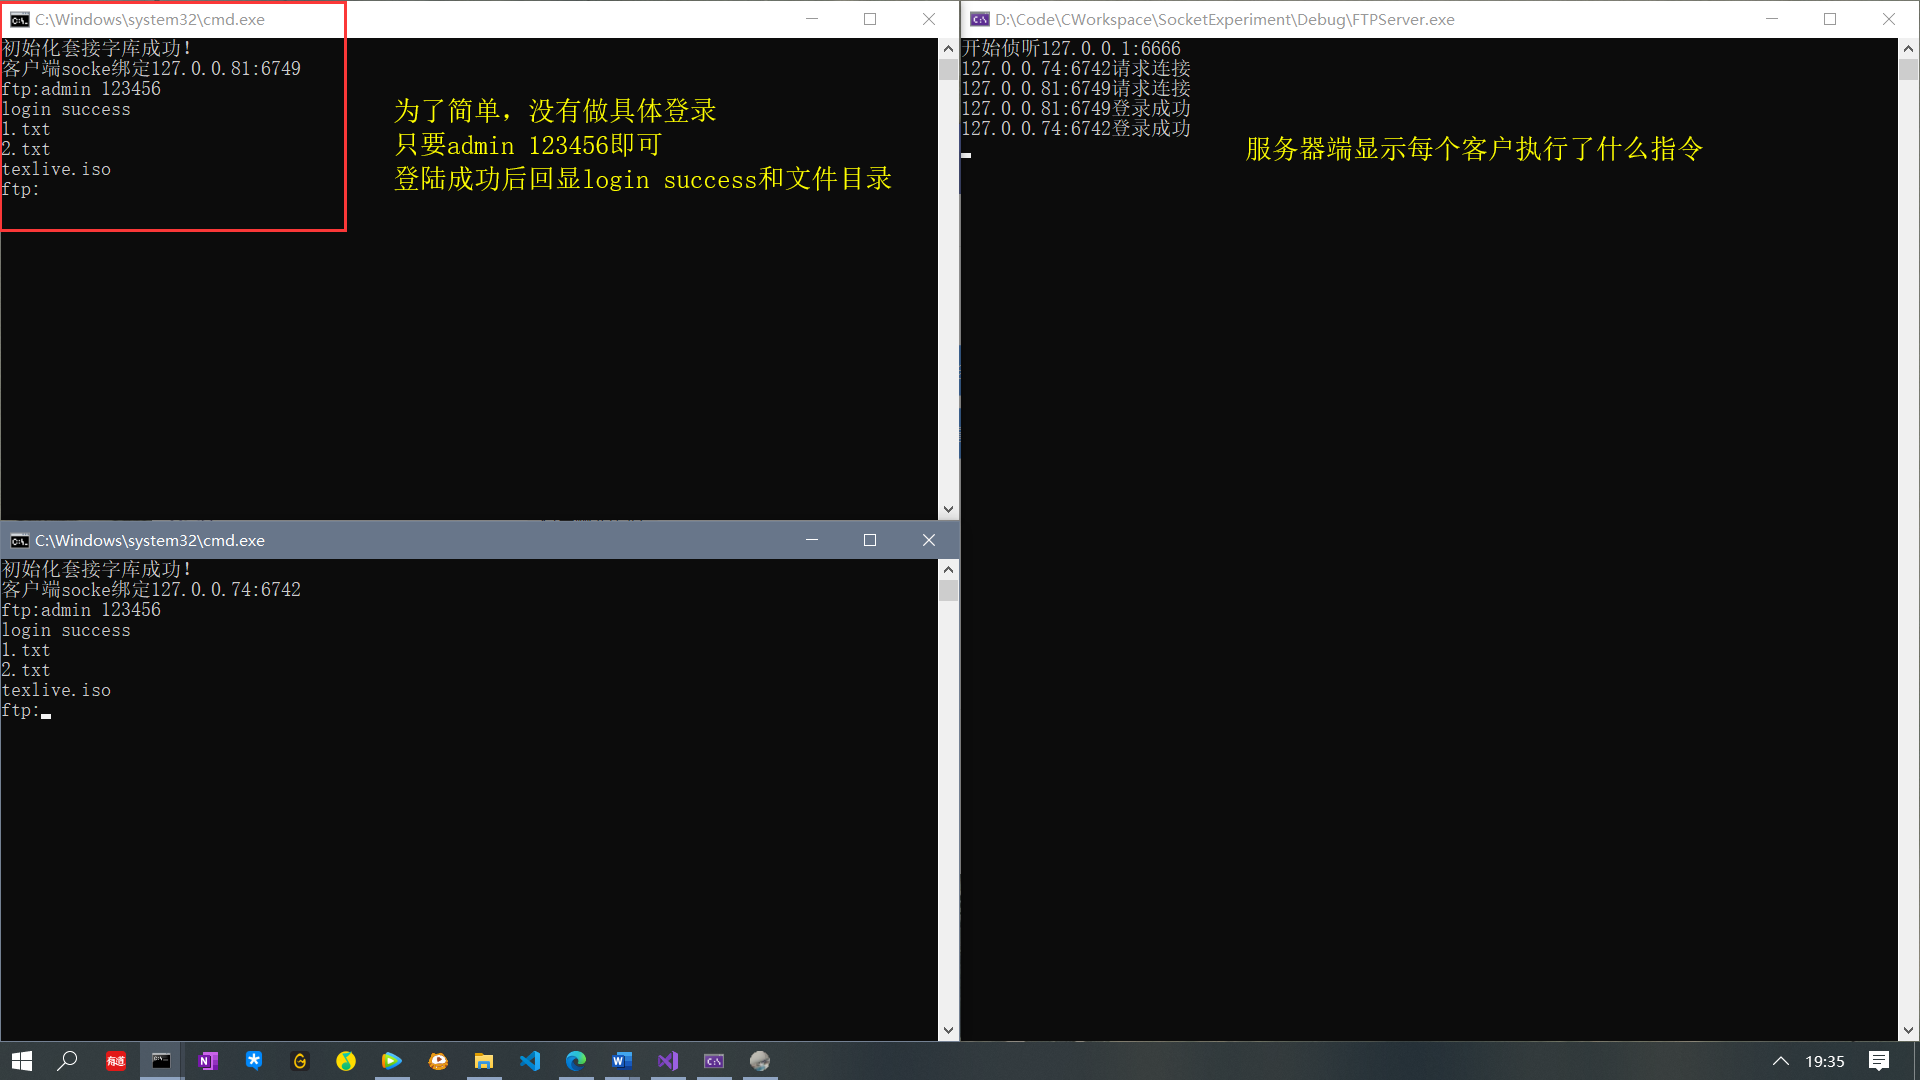 C:\Windows\system32\cmd.exe
初始化套接字库成功！
客户端socke绑定127.0.0.81:6749
ftp:admin 123456
login success
1.txt
2.txt
texlive.iso
ftp:
为了简单，没有做具体登录
只要admin 123456即可
登陆成功后回显login success和文件目录
C:\Windows\system32\cmd.exe
初始化套接字库成功！
客户端socke绑定127.0.0.74:6742
ftp:admin 123456
login success
1.txt
2.txt
texlive.iso
ftp:
D:\Code\CWorkspace\SocketExperiment\Debug\FTPServer.exe
开始侦听127.0.0.1:6666
127.0.0.74:6742请求连接
127.0.0.81:6749请求连接
127.0.0.81:6749登录成功
127.0.0.74:6742登录成功
服务器端显示每个客户执行了什么指令
有道
19:35